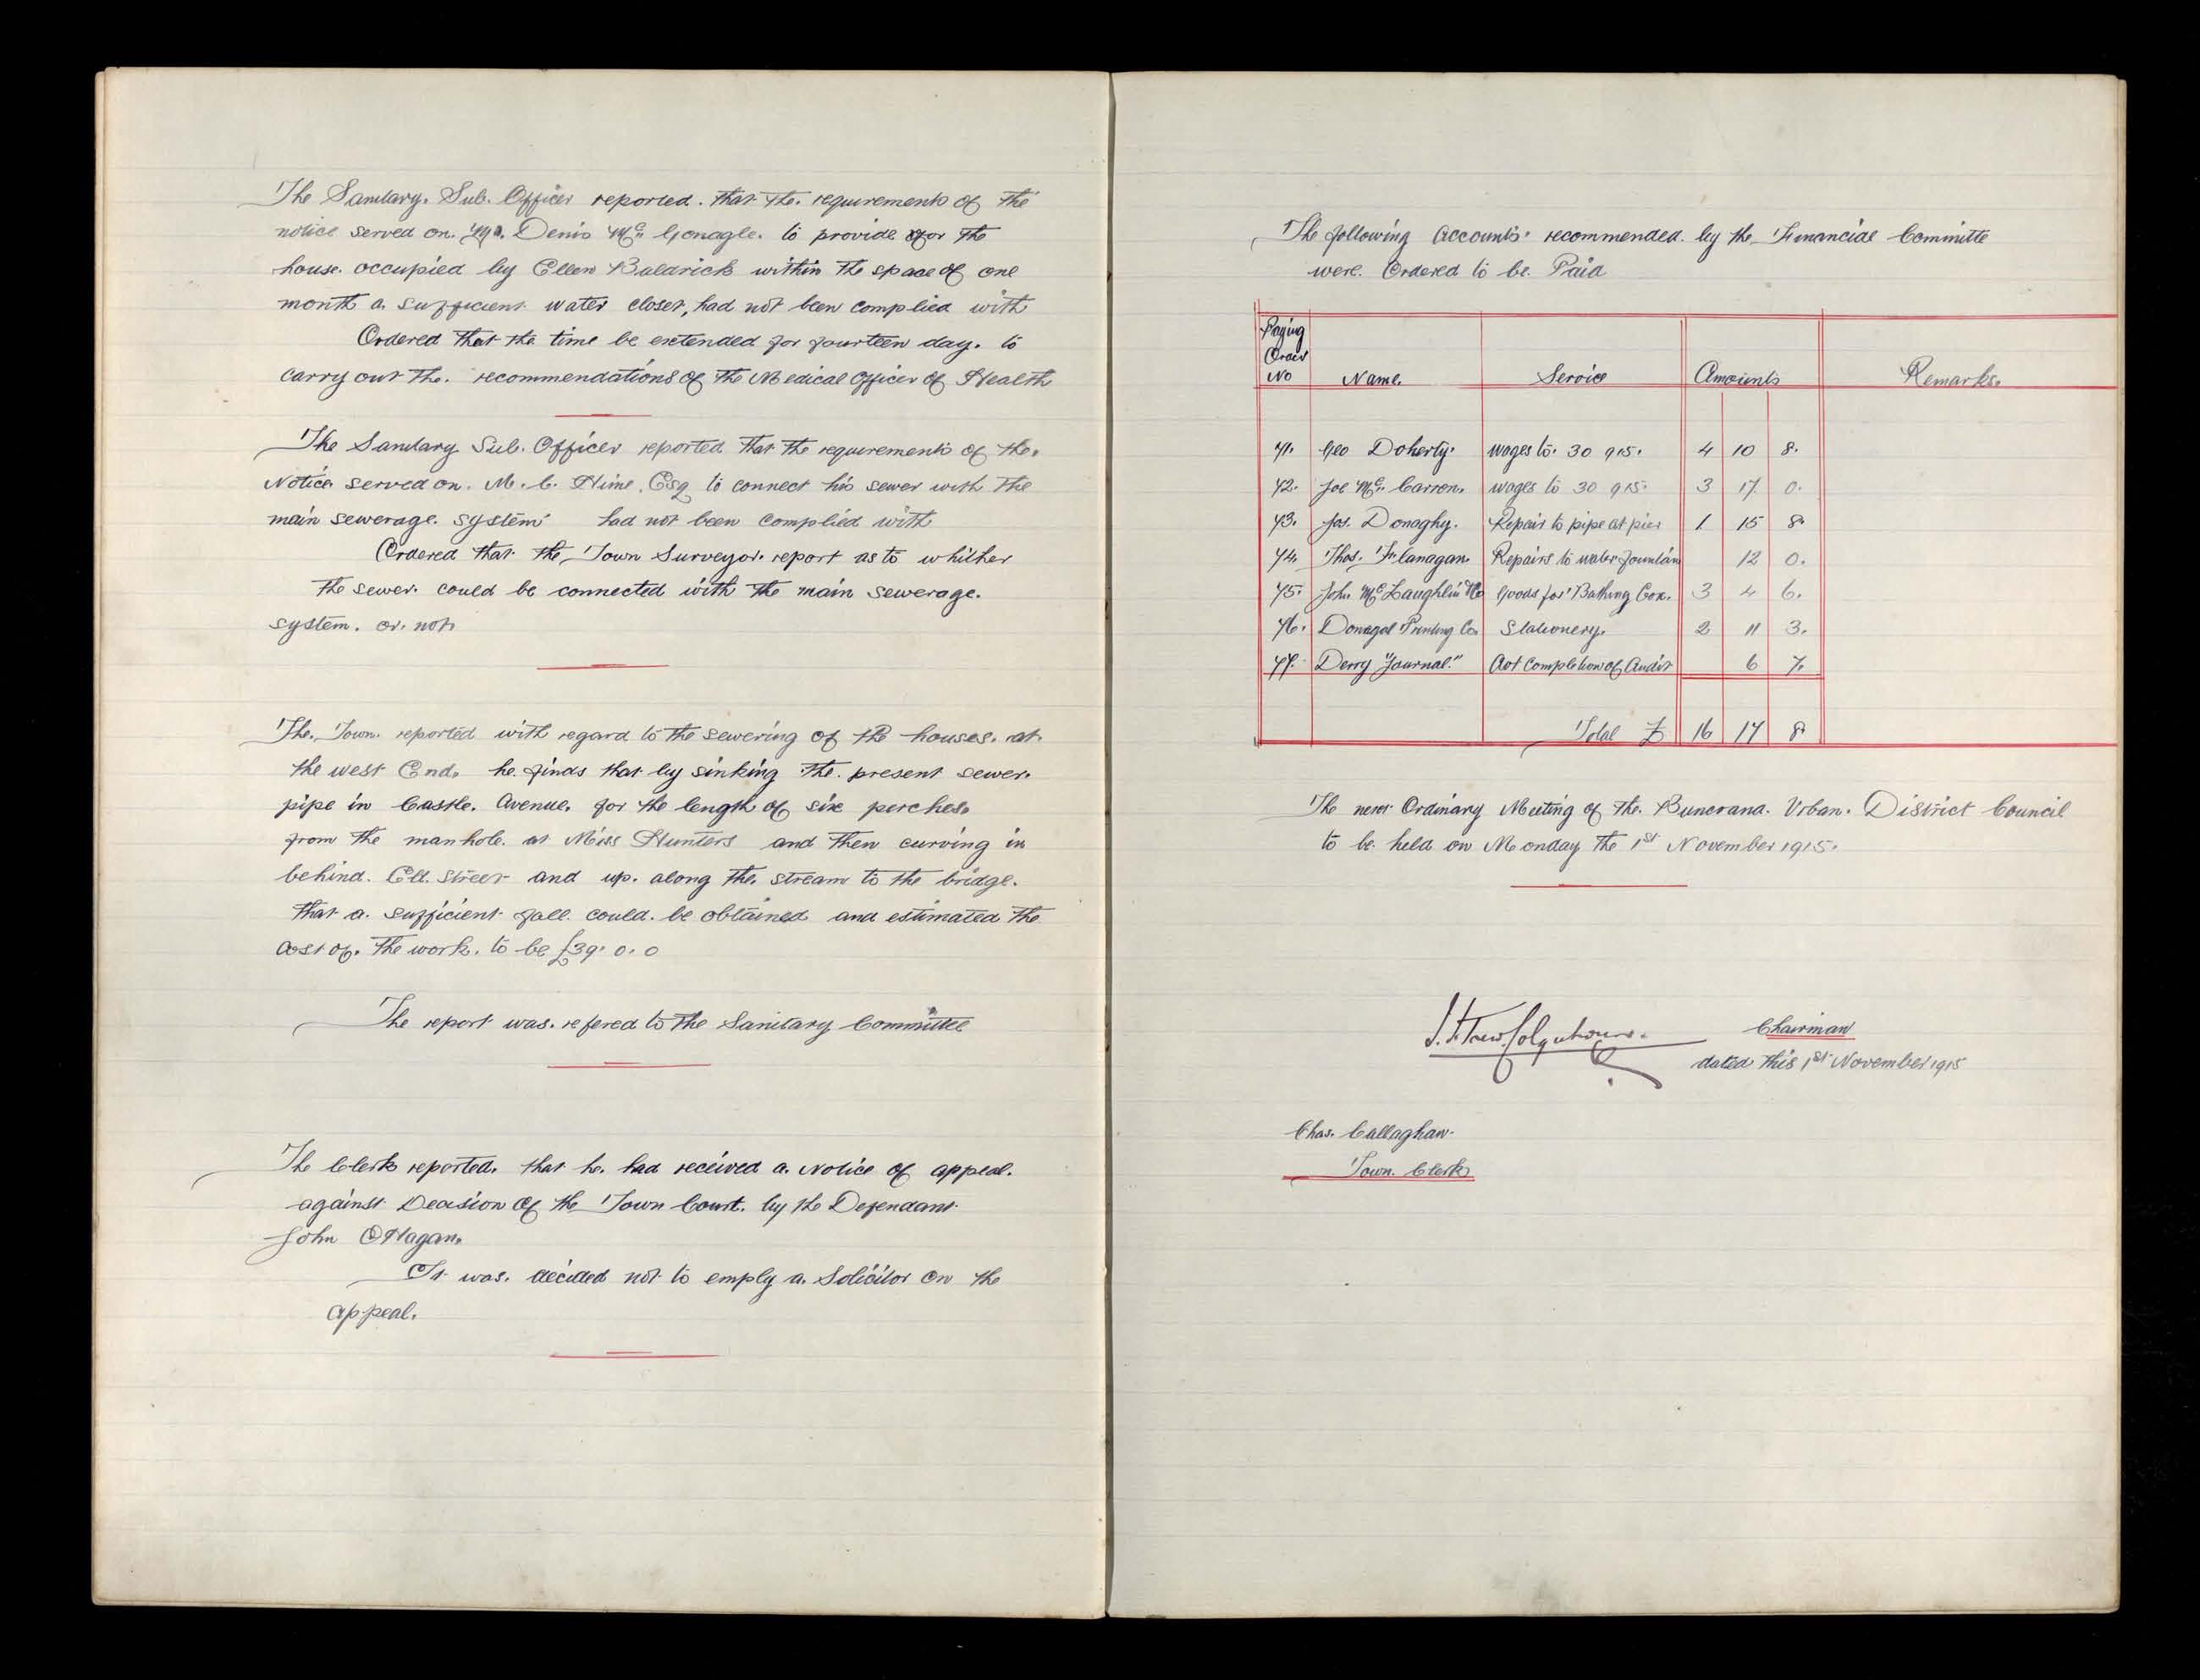 The Sanitary. Sub. Officer reported. that the. requirements of the
notice served on. Mr. Denis Mc Gonagle. to provide for the
house. occupied by Ellen Buldrick within the space of one
month a. sufficient water closet, had not been complied with
Ordered that the time be extended for fourteen day. to
carry out the. recommendations of the Medical Officer of Health
The Sanitary Sub. Officer reported that the requirements of the.
Notice served on. M. C. Hime. Esq to connect his sewer with the
main sewerage. system had not been complied with
Ordered that the Town Surveyor. report as to whither
the sewer. could be connected with the main sewerage.
system. or. not
The. Town. reported with regard to the sewering of the houses. at.
the west End. he. finds that by sinking the. present sewer.
pipe in Castle. Avenue. for the length of six perches.
from the manhole. at Miss Hunters and then curving in
behind. Ell. Street and up. along the. stream to the bridge.
that a. sufficient fall could. be obtained and estimated the
cost of. the work. to be £39. 0. 0
The report was. refered to the Sanitary Committee
The Clerk reported. that he. had received a. Notice of appeal.
against Decision of the Town Court. by the Defendant
John O'Hagan.
It was. decided not to emply a. Solicitor on the
appeal.
The following Accounts. recommended. by the Financial Committe
were. Ordered to be. Paid
Paying
Order
No Name. Service Amounts Remarks.
71. Geo Doherty. wages to. 30 9 15. 4 10 8.
72. Joe Mc. Carron. wages to 30 9 15. 3 17 0.
73. Jas. Donaghy. Repair to pipe at pier 1 15 8.
74. Thos. Flanagan. Repairs to water fountain 12 0.
75. John Mc Laughlin & Co Goods for Bathing Box. 3 4 6.
76. Donegal Printing Co. Stationery. 2 11 3.
77. Derry "Journal." Avt Completion of Audit 6 7.
Total £ 16 17 8
The next Ordinary Meeting of the. Buncrana. Urban. District Council
to be. held on Monday the 1st November 1915.
Chairman
dated this 1st November 1915
Chas. Callaghan.
Town. Clerk